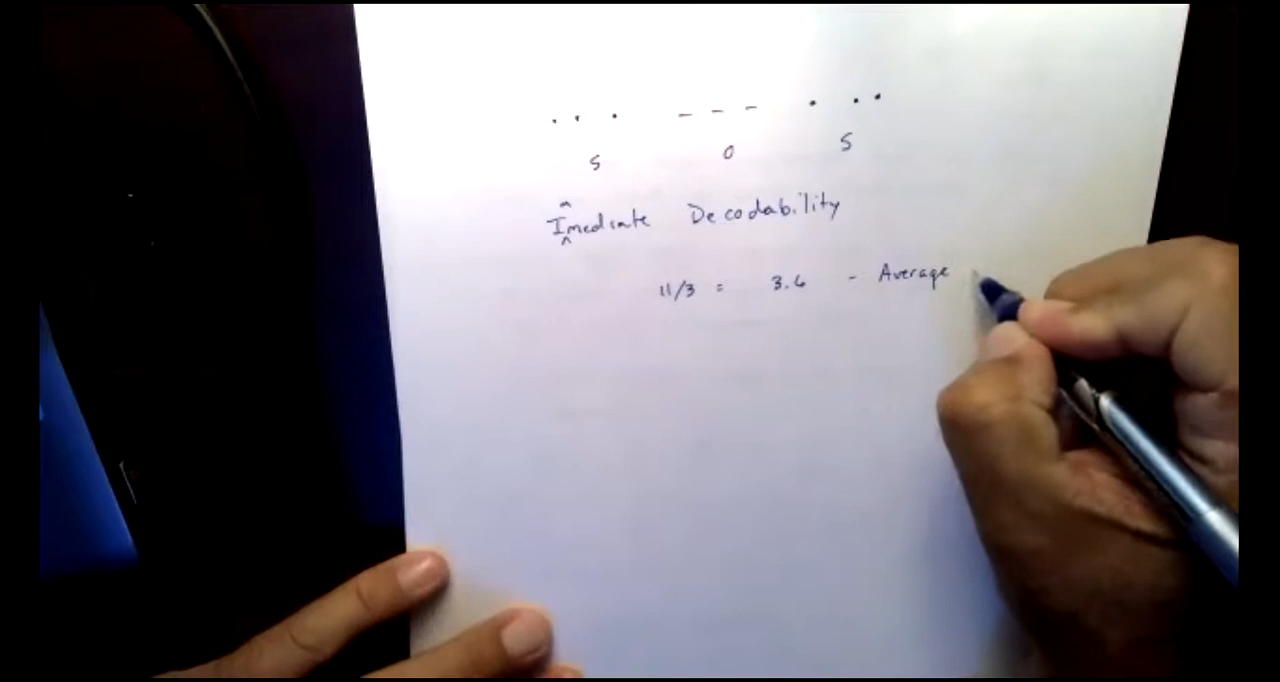 ... --- ...
S O S
Imediate Decodability
11/3 = 3.6 - Average